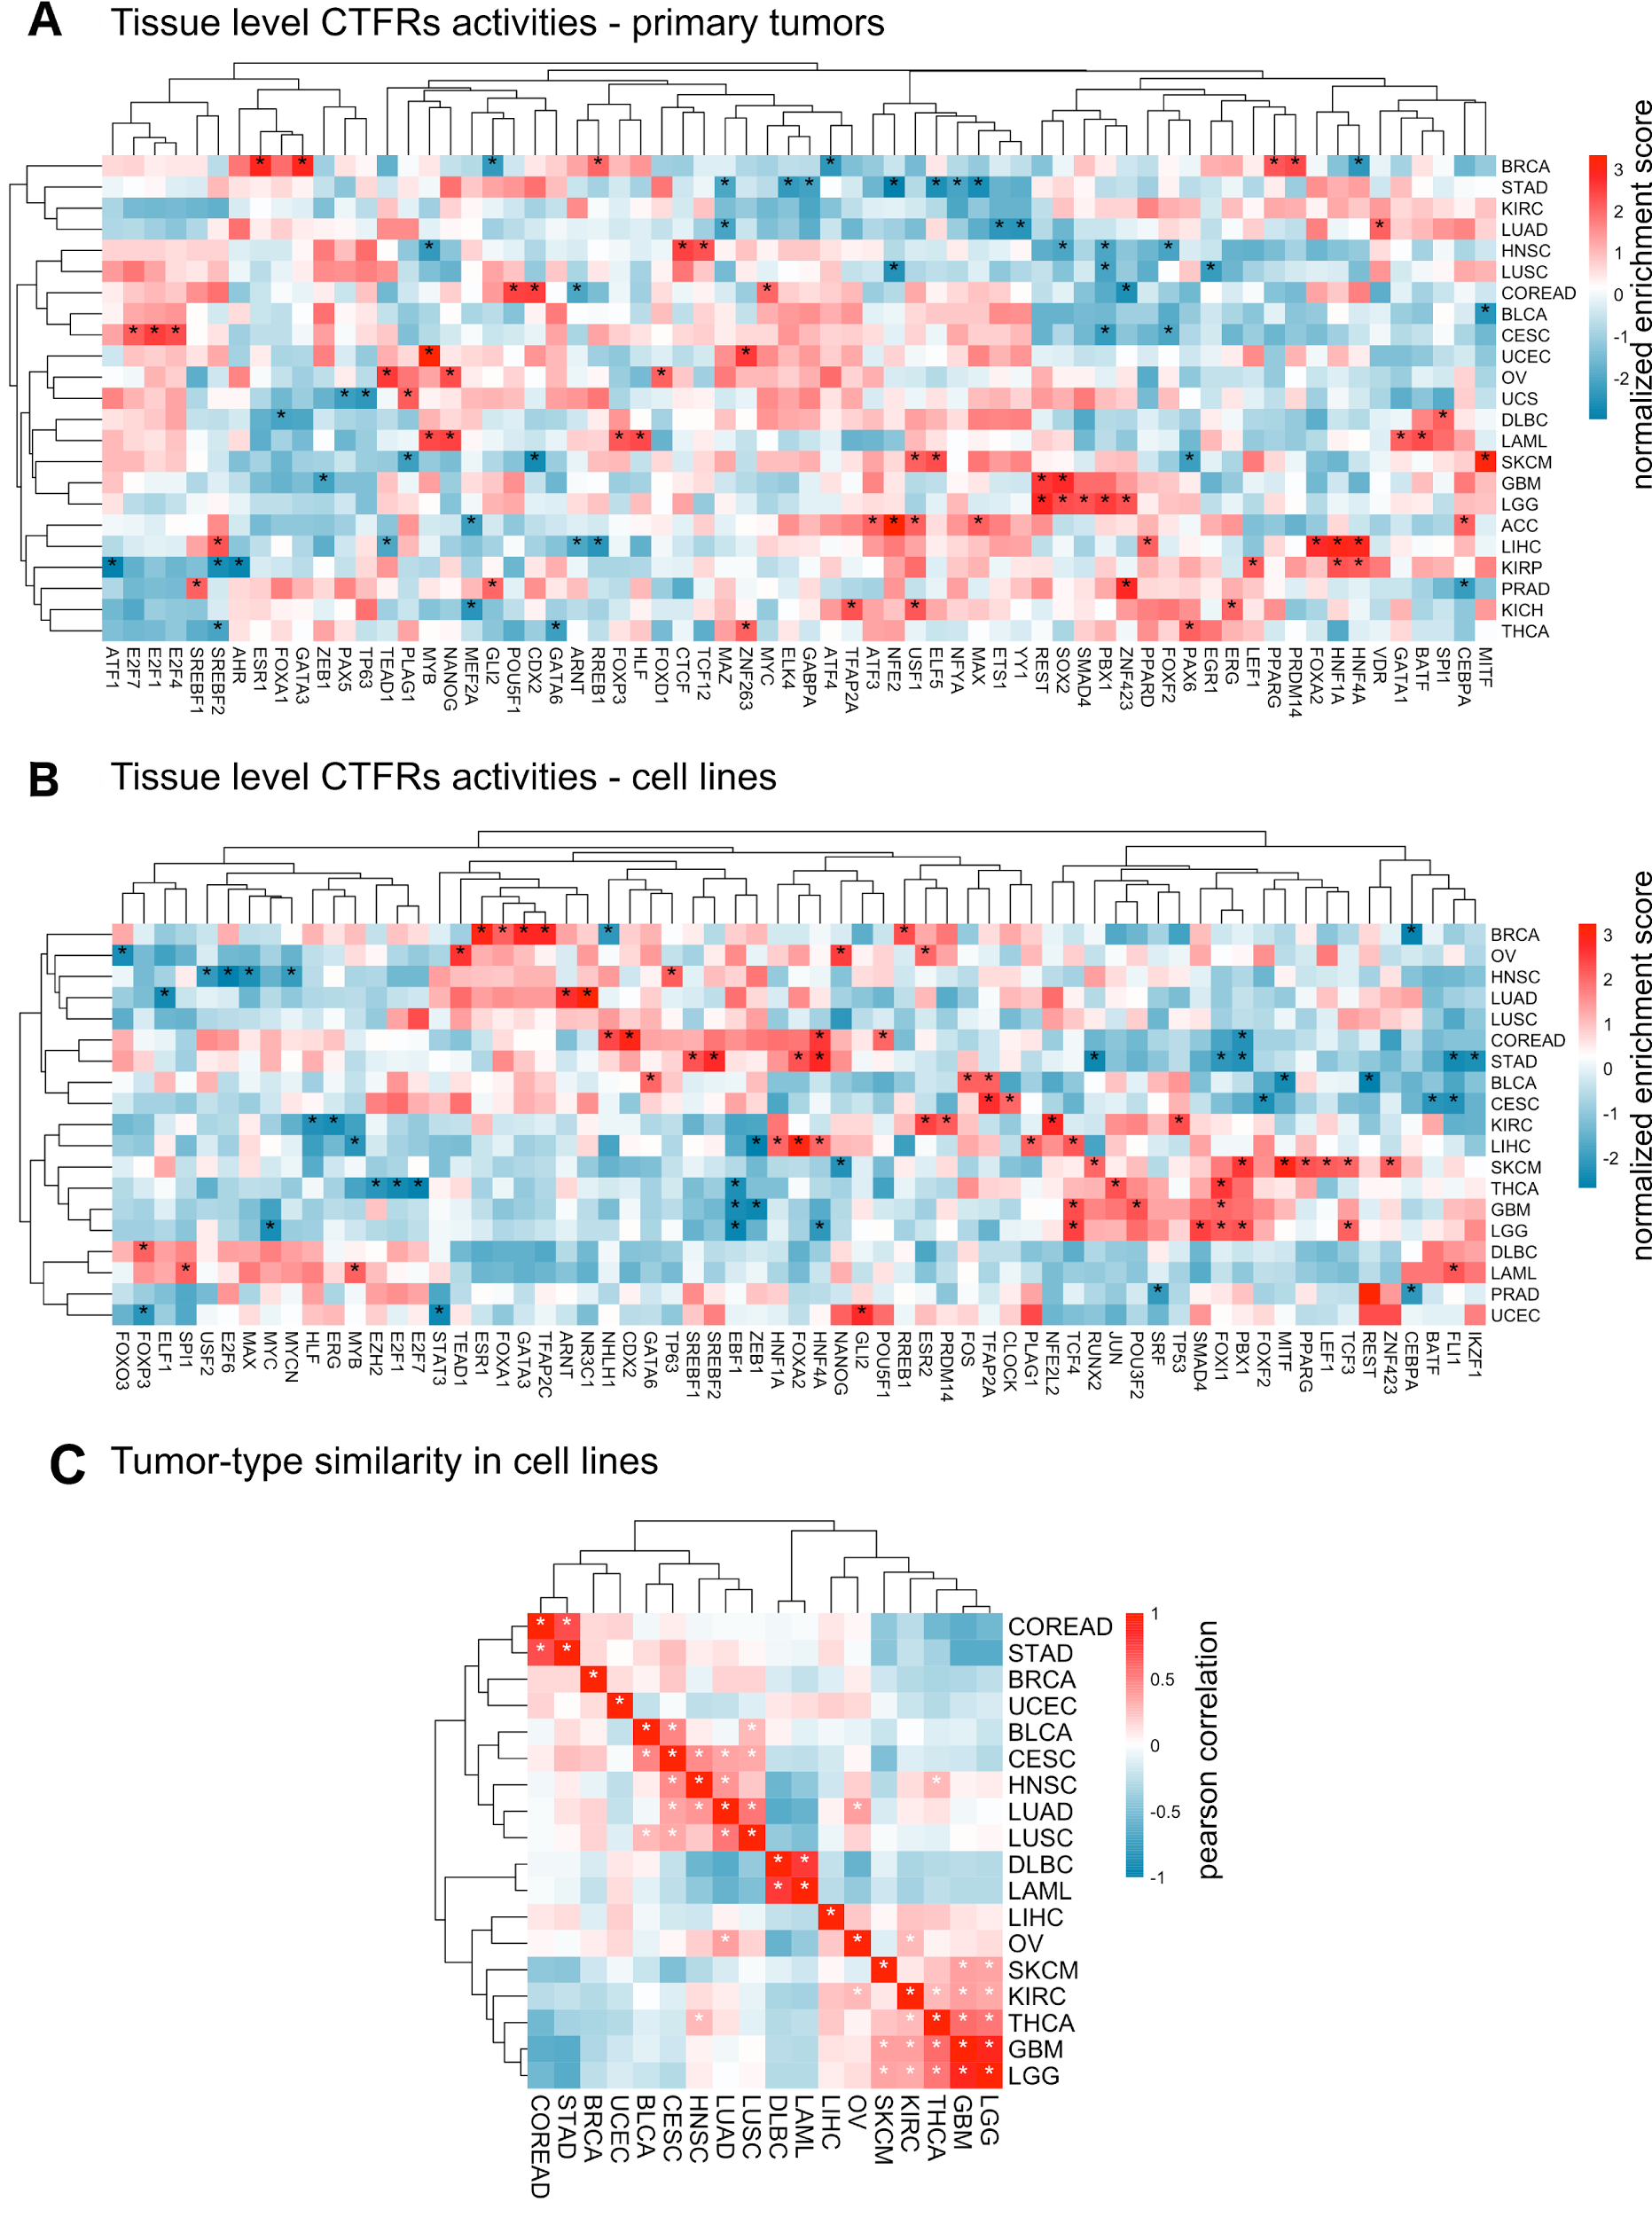 A Tissue level CTFRs activities - primary tumors
BRCA
STAD
KIRC
LUAD
HNSC
LUSC
COREAD
BLCA
CESC
UCEC
OV
UCS
DLBC
LAML
SKCM
GBM
LGG
ACC
LIHC
KIRP
PRAD
KICH
THCA
3
2
1
0
-1
-2
normalized enrichment score
ATF1 E2F7 E2F1 E2F4 SREBF1 SREBF2 AHR ESR1 FOXA1 GATA3 ZEB1 PAX5 TP63 TEAD1 PLAG1 MYB NANOG MEF2A GLI2 POU5F1 CDX2 GATA6 ARNT RREB1 FOXP3 HLF FOXD1 CTCF TCF12 MAZ ZNF263 MYC ELK4 GABPA ATF4 TFAP2A ATF3 NFE2 USF1 ELF5 NFYA MAX ETS1 YY1 REST SOX2 SMAD4 PBX1 ZNF423 PPARD FOXF2 PAX6 EGR1 ERG LEF1 PPARG PRDM14 FOXA2 HNF1A HNF4A VDR GATA1 BATF SPI1 CEBPA MITF
B Tissue level CTFRs activities - cell lines
BRCA
OV
HNSC
LUAD
LUSC
COREAD
STAD
BLCA
CESC
KIRC
LIHC
SKCM
THCA
GBM
LGG
DLBC
LAML
PRAD
UCEC
3
2
1
0
-1
-2
normalized enrichment score
FOXO3 FOXP3 ELF1 SPI1 USF2 E2F6 MAX MYC MYCN HLF ERG MYB EZH2 E2F1 E2F7 STAT3 TEAD1 ESR1 FOXA1 GATA3 TFAP2C ARNT NR3C1 NHLH1 CDX2 GATA6 TP63 SREBF1 SREBF2 EBF1 ZEB1 HNF1A FOXA2 HNF4A NANOG GLI2 POU5F1 RREB1 ESR2 PRDM14 FOS TFAP2A CLOCK PLAG1 NFE2L2 TCF4 RUNX2 JUN POU3F2 SRF TP53 SMAD4 FOXI1 PBX1 FOXF2 MITF PPARG LEF1 TCF3 REST ZNF423 CEBPA BATF FLI1 IKZF1
C Tumor-type similarity in cell lines
COREAD
STAD
BRCA
UCEC
BLCA
CESC
HNSC
LUAD
LUSC
DLBC
LAML
LIHC
OV
SKCM
KIRC
THCA
GBM
LGG
1
0.5
0
-0.5
-1
pearson correlation
COREAD STAD BRCA UCEC BLCA CESC HNSC LUAD LUSC DLBC LAML LIHC OV SKCM KIRC THCA GBM LGG